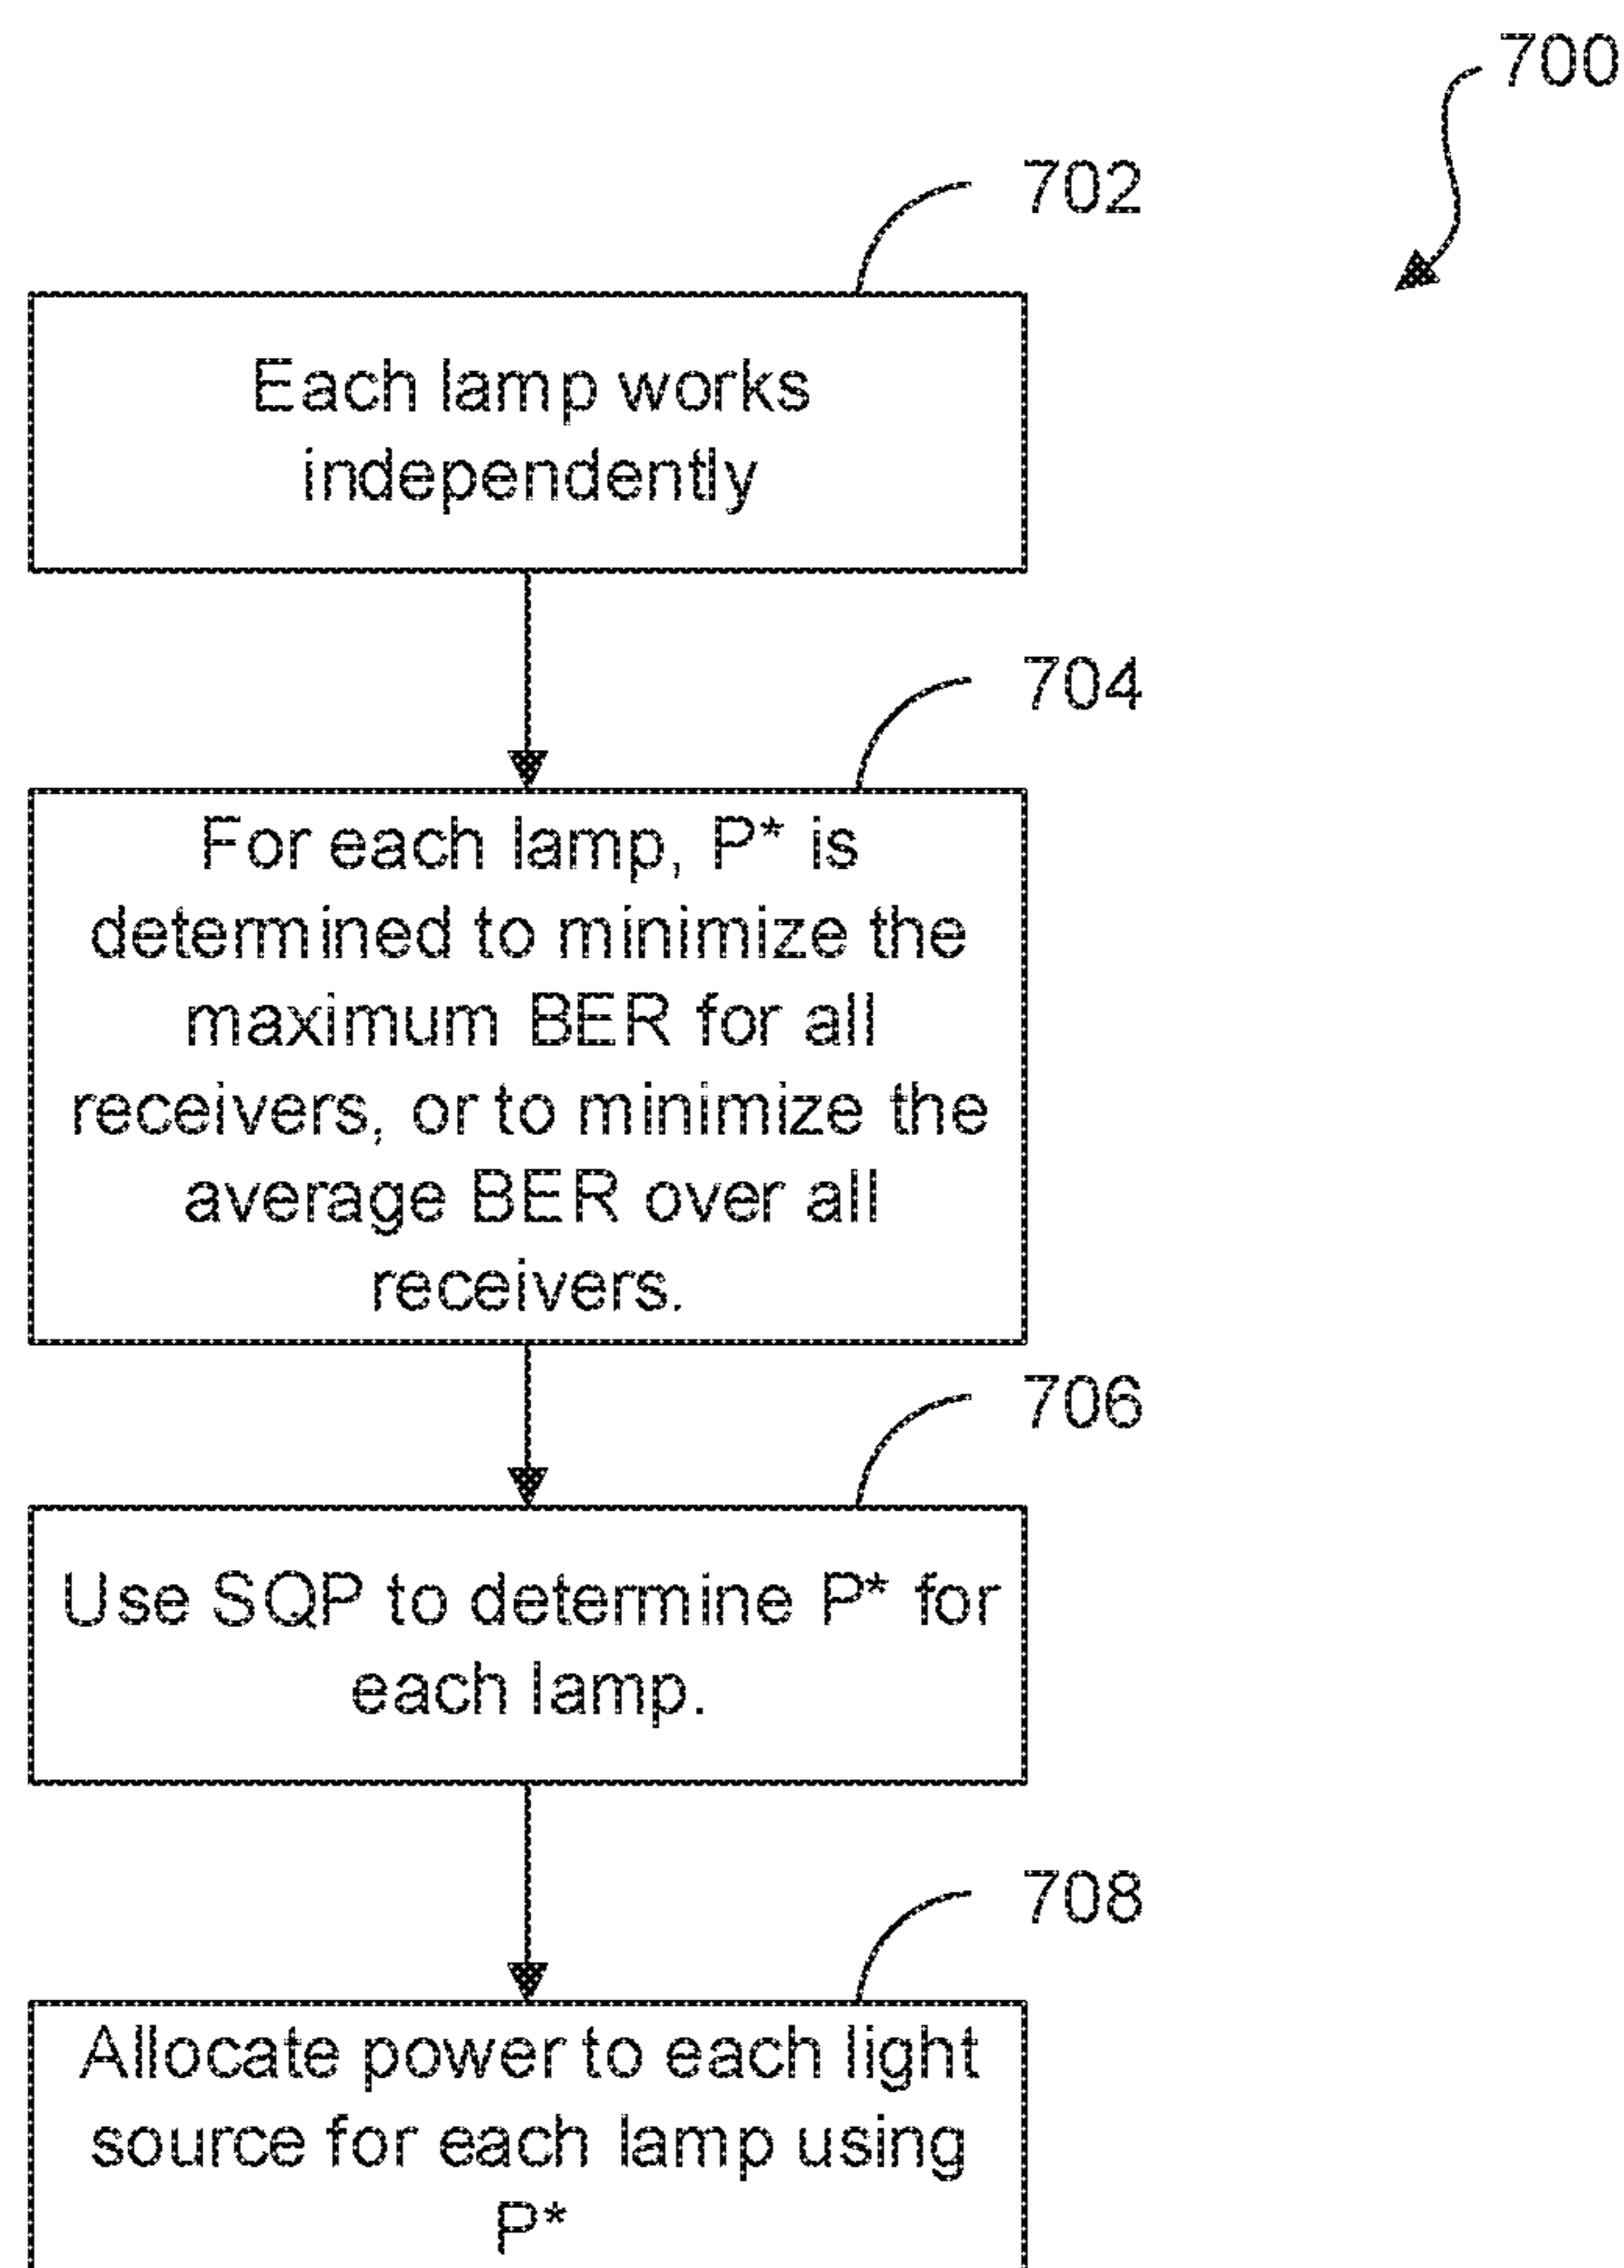 700
702
Each lamp works
independently
704
For each lamp, P* is
determined to minimize the
maximum BER for all
receivers, or to minimize the
average BER over all
receivers.
706
Use SQP to determine P* for
each lamp.
708
Allocate power to each light
source for each lamp using
P*